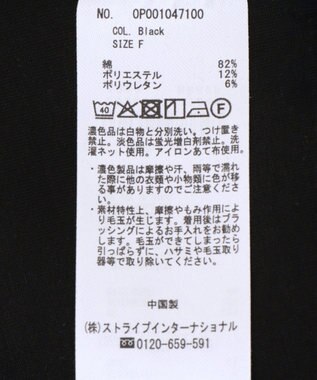 NO. OP001047100
COL. Black
SIZE F
綿 82%
ポリエステル 12%
ポリウレタン 6%
40
F
濃色品は白物と分別洗い。つけ置き
禁止。淡色品は蛍光増白剤禁止。洗
濯ネット使用。アイロンあて布使用。
・濃色製品は摩擦や汗、雨等で濡れ
た際に他の衣類や小物類に色が移
る事がありますのでご注意くださ
い。
・素材特性上、摩擦やもみ作用によ
り毛玉が生じます。着用後はブラ
ッシングによるお手入れをお勧め
します。毛玉ができてしまったら
引っぱらずに、ハサミや毛玉取り
器等で取り除いてください。
中国製
(株)ストライプインターナショナル
0120-659-591